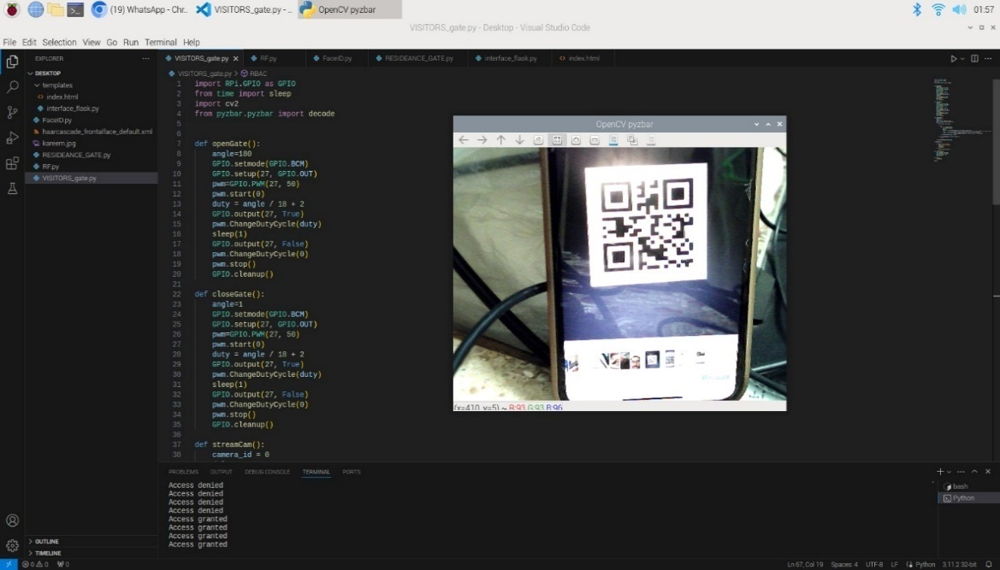 (19) WhatsApp - Chr..
VISITORS_gate.py - ..
OpenCV pyzbar
01:57
VISITORS_gate.py - Desktop - Visual Studio Code
File Edit Selection View Go Run Terminal Help
EXPLORER
VISITORS_gate.py
RF.py
FaceID.py
RESIDEANCE_GATE.py
interface_flask.py
index.html
DESKTOP
templates
index.html
interface_flask.py
FaceID.py
haarcascade_frontalface_default.xml
kareem.jpg
RESIDEANCE_GATE.py
RF.py
VISITORS_gate.py
OUTLINE
TIMELINE
VISITORS_gate.py > RBAC
1 import RPi.GPIO as GPIO
2 from time import sleep
3 import cv2
4 from pyzbar.pyzbar import decode
5
6
7 def openGate():
8 angle=180
9 GPIO.setmode(GPIO.BCM)
10 GPIO.setup(27, GPIO.OUT)
11 pwm=GPIO.PWM(27, 50)
12 pwm.start(0)
13 duty = angle / 18 + 2
14 GPIO.output(27, True)
15 pwm.ChangeDutyCycle(duty)
16 sleep(1)
17 GPIO.output(27, False)
18 pwm.ChangeDutyCycle(0)
19 pwm.stop()
20 GPIO.cleanup()
21
22 def closeGate():
23 angle=1
24 GPIO.setmode(GPIO.BCM)
25 GPIO.setup(27, GPIO.OUT)
26 pwm=GPIO.PWM(27, 50)
27 pwm.start(0)
28 duty = angle / 18 + 2
29 GPIO.output(27, True)
30 pwm.ChangeDutyCycle(duty)
31 sleep(1)
32 GPIO.output(27, False)
33 pwm.ChangeDutyCycle(0)
34 pwm.stop()
35 GPIO.cleanup()
36
37 def streamCam():
38 camera_id = 0
OpenCV pyzbar
(x=410, y=5) ~ R:93 G:93 B:96
PROBLEMS OUTPUT DEBUG CONSOLE TERMINAL PORTS
Access denied
Access denied
Access denied
Access denied
Access granted
Access granted
Access granted
Access granted
bash
Python
0 0 0
Ln 67, Col 19 Spaces: 4 UTF-8 LF Python 3.11.2 32-bit